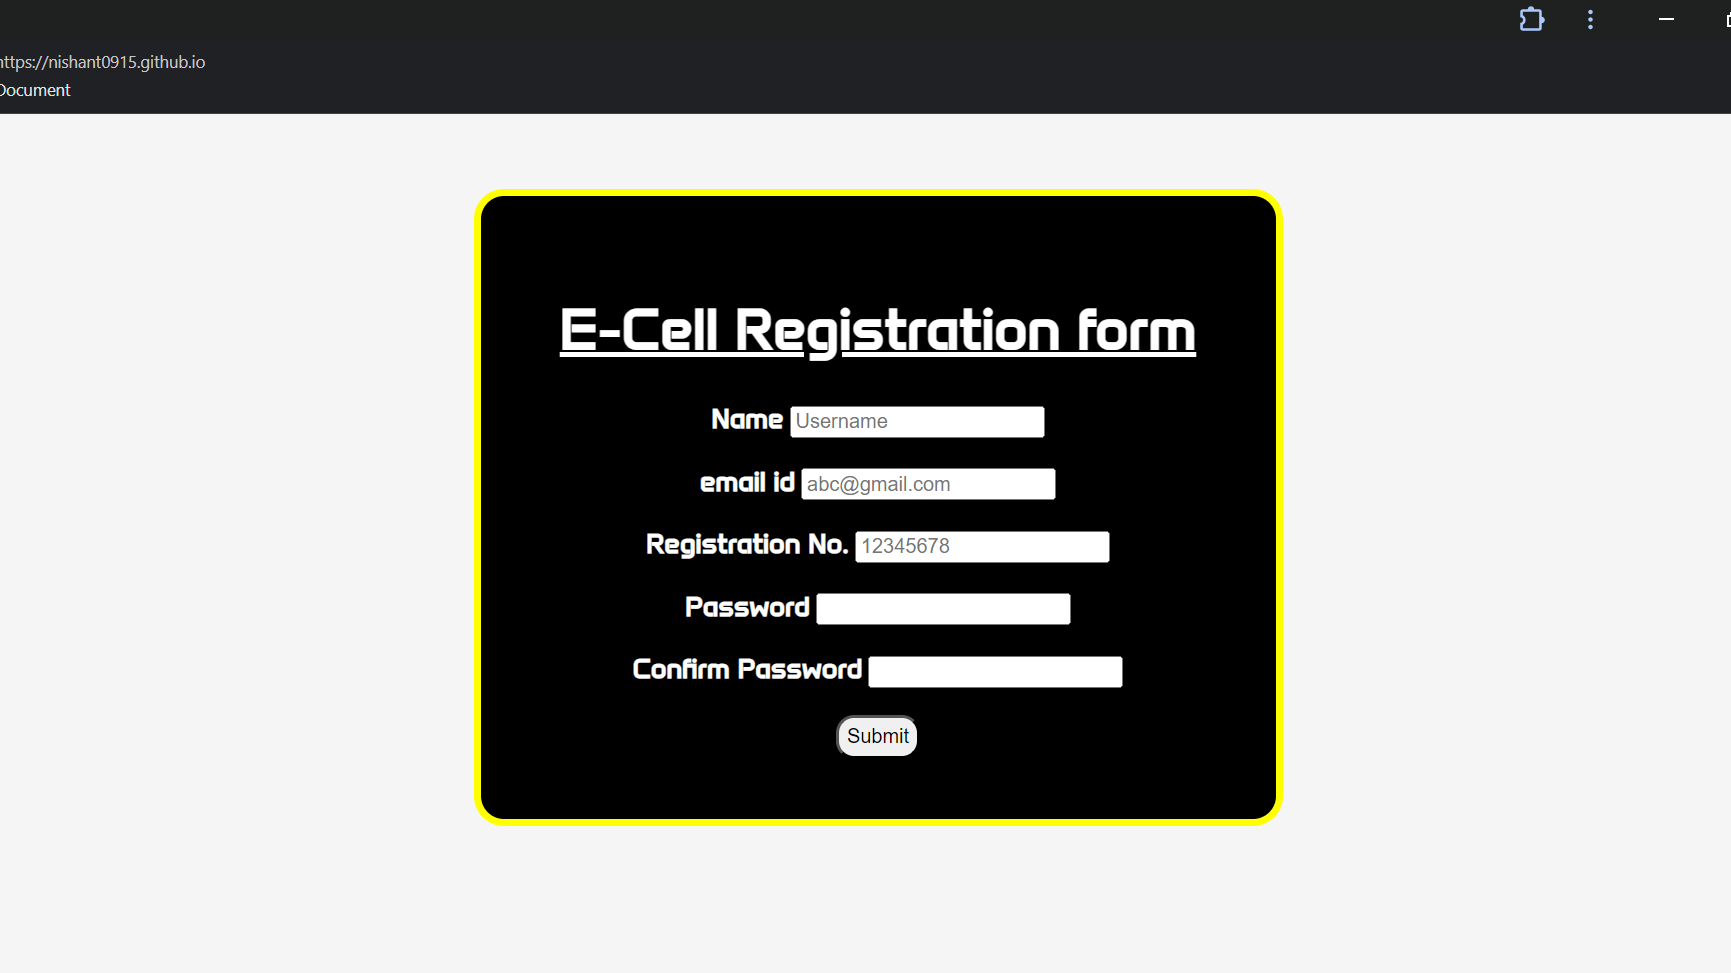 https://nishant0915.github.io
Document
E-Cell Registration form
Name Username
email id abc@gmail.com
Registration No. 12345678
Password
Confirm Password
Submit